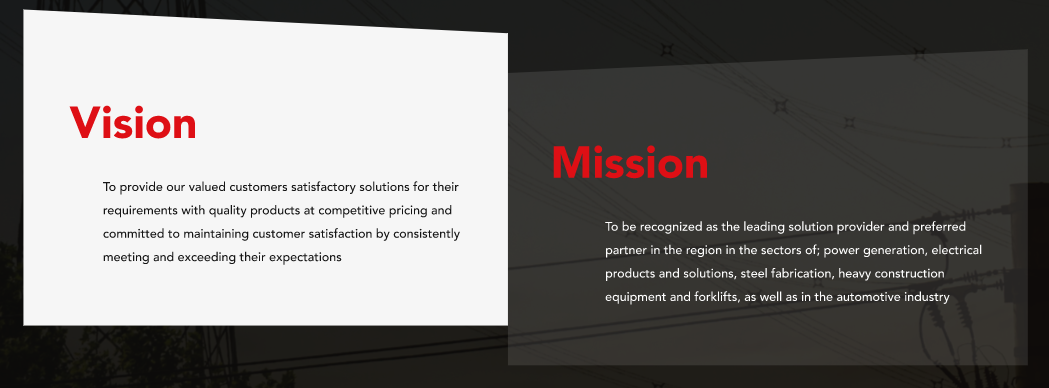 Vision
To provide our valued customers satisfactory solutions for their
requirements with quality products at competitive pricing and
committed to maintaining customer satisfaction by consistently
meeting and exceeding their expectations
Mission
To be recognized as the leading solution provider and preferred
partner in the region in the sectors of; power generation, electrical
products and solutions, steel fabrication, heavy construction
equipment and forklifts, as well as in the automotive industry